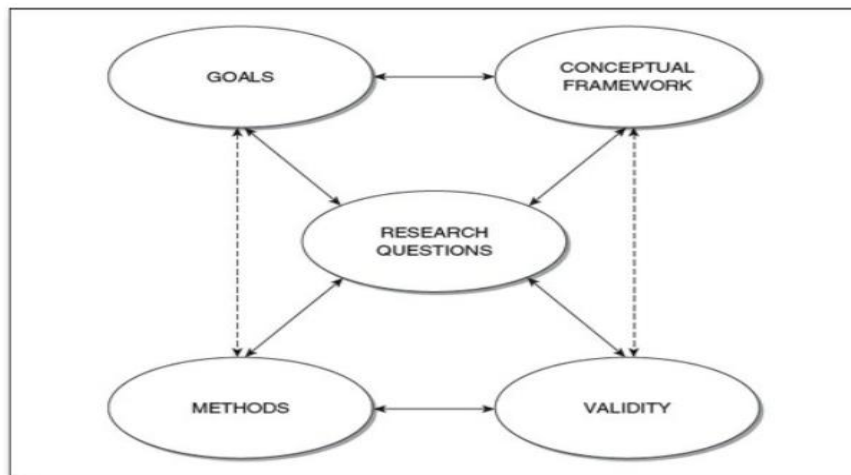 GOALS
CONCEPTUAL
FRAMEWORK
RESEARCH
QUESTIONS
METHODS
VALIDITY